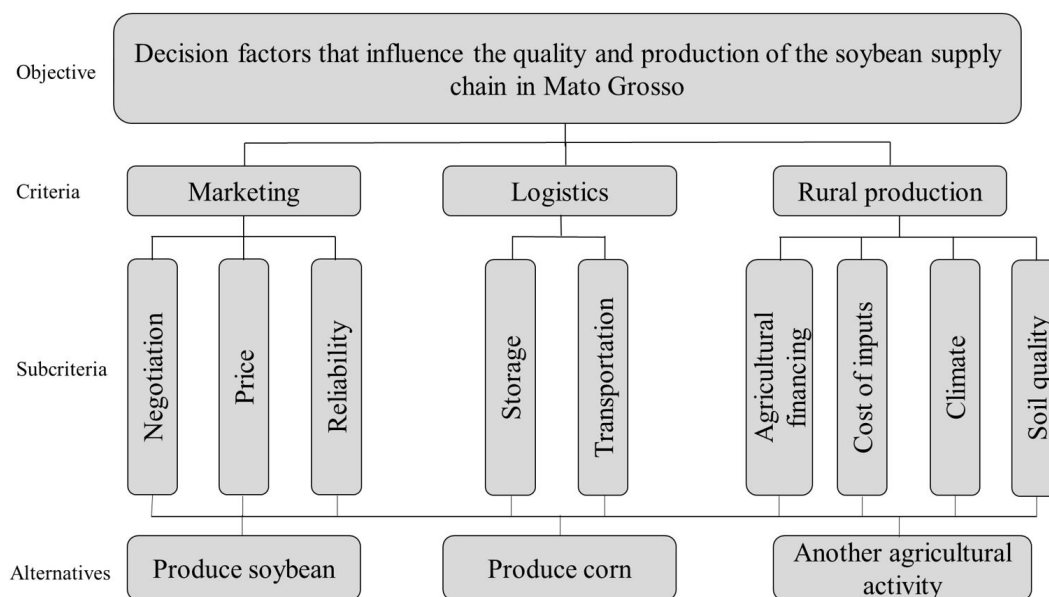 Objective
Decision factors that influence the quality and production of the soybean supply
chain in Mato Grosso
Criteria
Marketing
Logistics
Rural production
Subcriteria
Negotiation
Price
Reliability
Storage
Transportation
Agricultural
financing
Cost of inputs
Climate
Soil quality
Alternatives
Produce soybean
Produce corn
Another agricultural
activity